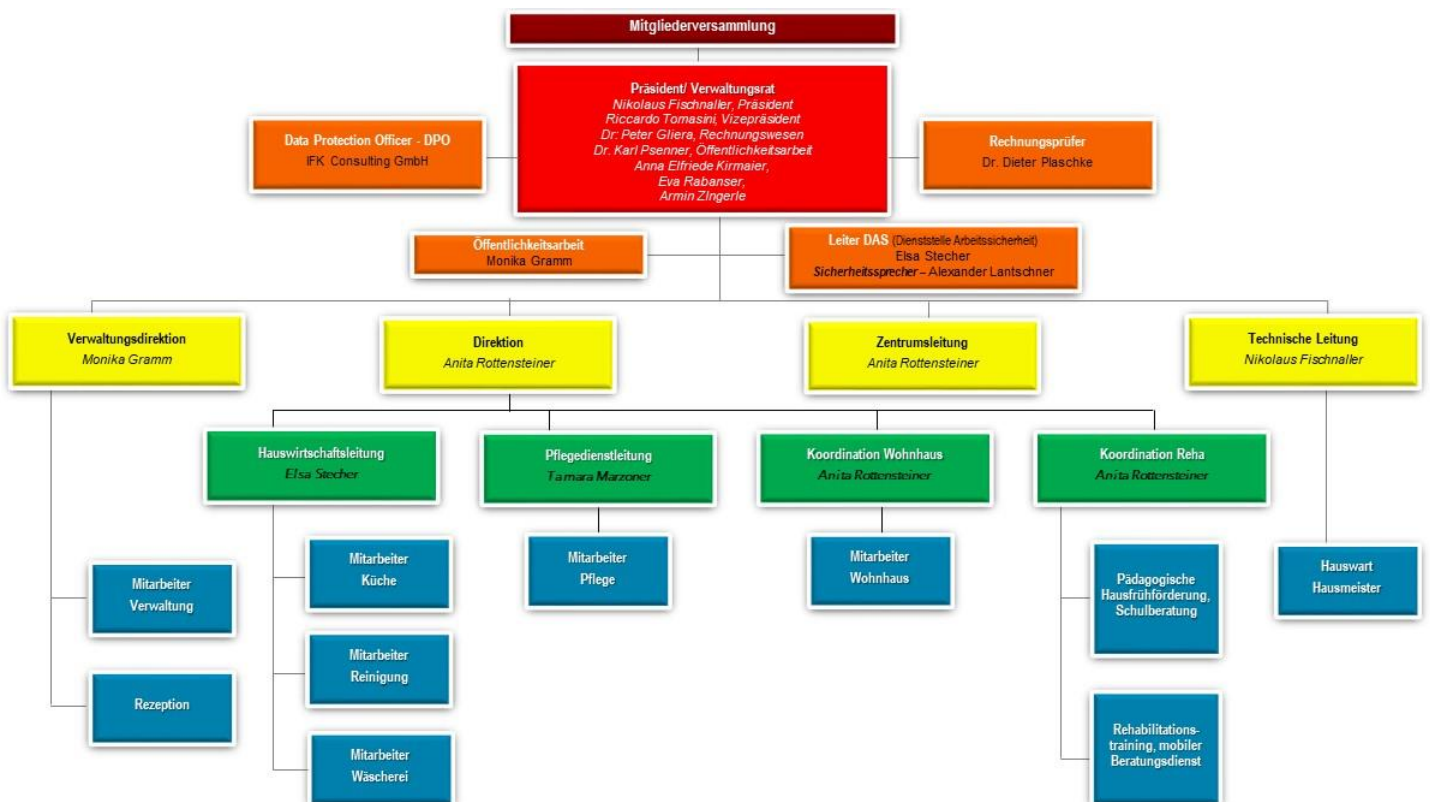 Mitgliederversammlung
Präsident/ Verwaltungsrat
Nikolaus Fischnaller, Präsident
Riccardo Tomasini, Vizepräsident
Dr: Peter Gliera, Rechnungswesen
Dr. Karl Psenner, Öffentlichkeitsarbeit
Anna Elfriede Kirmaier,
Eva Rabanser,
Armin ZIngerle
Data Protection Officer - DPO
IFK Consulting GmbH
Rechnungsprüfer
Dr. Dieter Plaschke
Öffentlichkeitsarbeit
Monika Gramm
Leiter DAS (Dienststelle Arbeitssicherheit)
Elsa Stecher
Sicherheitssprecher – Alexander Lantschner
Verwaltungsdirektion
Monika Gramm
Direktion
Anita Rottensteiner
Zentrumsleitung
Anita Rottensteiner
Technische Leitung
Nikolaus Fischnaller
Hauswirtschaftsleitung
Elsa Stecher
Pflegedienstleitung
Tamara Marzoner
Koordination Wohnhaus
Anita Rottensteiner
Koordination Reha
Anita Rottensteiner
Mitarbeiter
Verwaltung
Rezeption
Mitarbeiter
Küche
Mitarbeiter
Reinigung
Mitarbeiter
Wäscherei
Mitarbeiter
Pflege
Mitarbeiter
Wohnhaus
Pädagogische
Hausfrühförderung,
Schulberatung
Rehabilitations-
training, mobiler
Beratungsdienst
Hauswart
Hausmeister